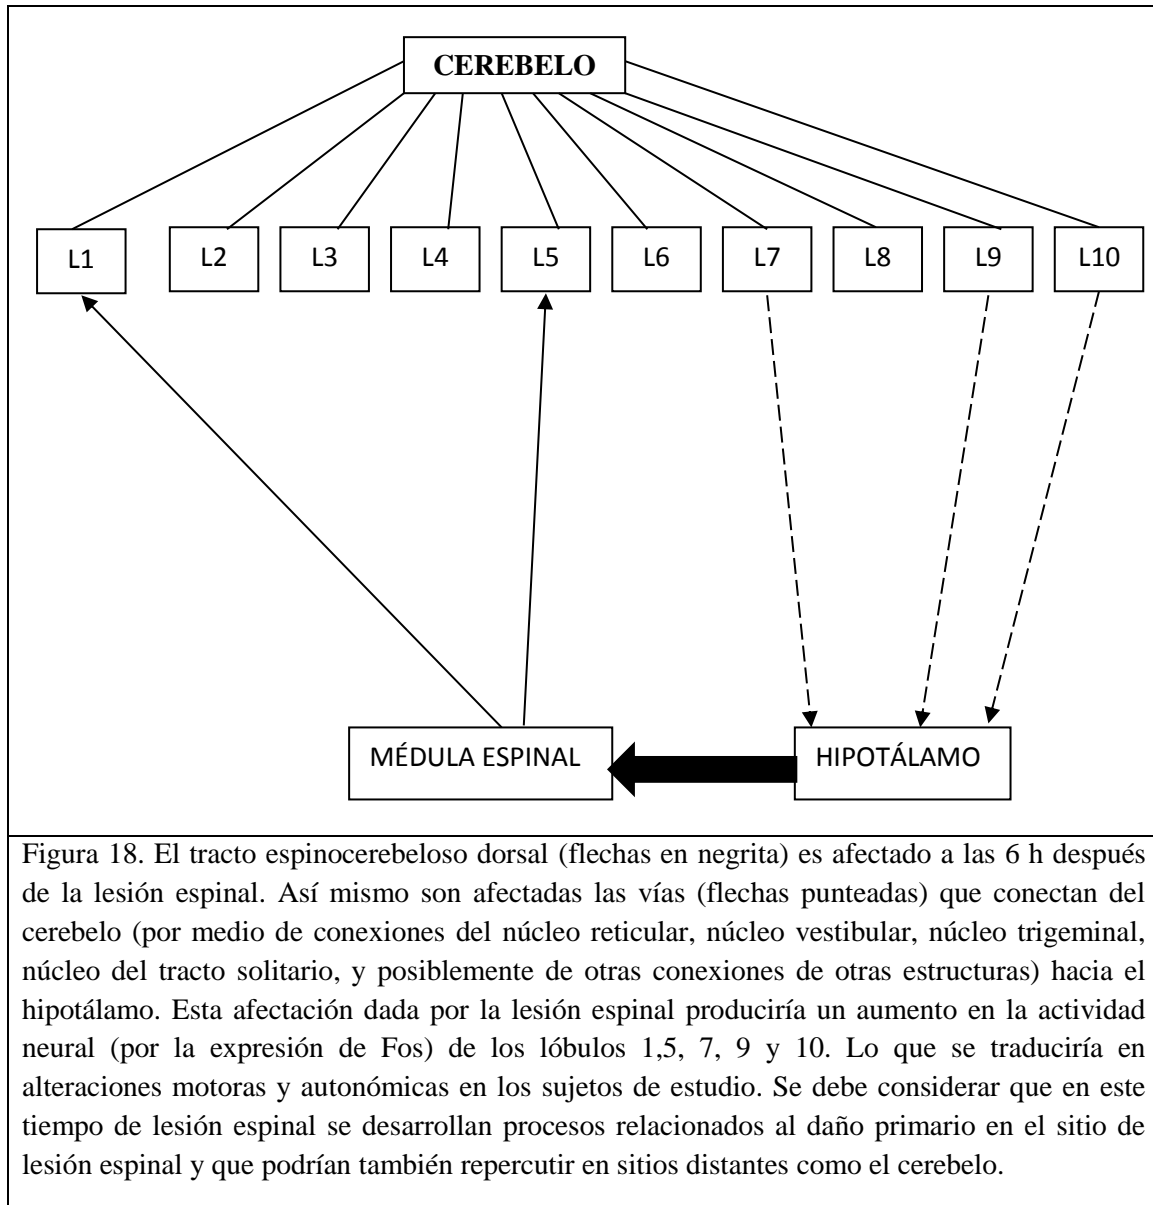 CEREBELO
L1 L2 L3 L4 L5 L6 L7 L8 L9 L10
MÉDULA ESPINAL HIPOTÁLAMO
Figura 18. El tracto espinocerebeloso dorsal (flechas en negrita) es afectado a las 6 h después
de la lesión espinal. Así mismo son afectadas las vías (flechas punteadas) que conectan del
cerebelo (por medio de conexiones del núcleo reticular, núcleo vestibular, núcleo trigeminal,
núcleo del tracto solitario, y posiblemente de otras conexiones de otras estructuras) hacia el
hipotálamo. Esta afectación dada por la lesión espinal produciría un aumento en la actividad
neural (por la expresión de Fos) de los lóbulos 1,5, 7, 9 y 10. Lo que se traduciría en
alteraciones motoras y autonómicas en los sujetos de estudio. Se debe considerar que en este
tiempo de lesión espinal se desarrollan procesos relacionados al daño primario en el sitio de
lesión espinal y que podrían también repercutir en sitios distantes como el cerebelo.